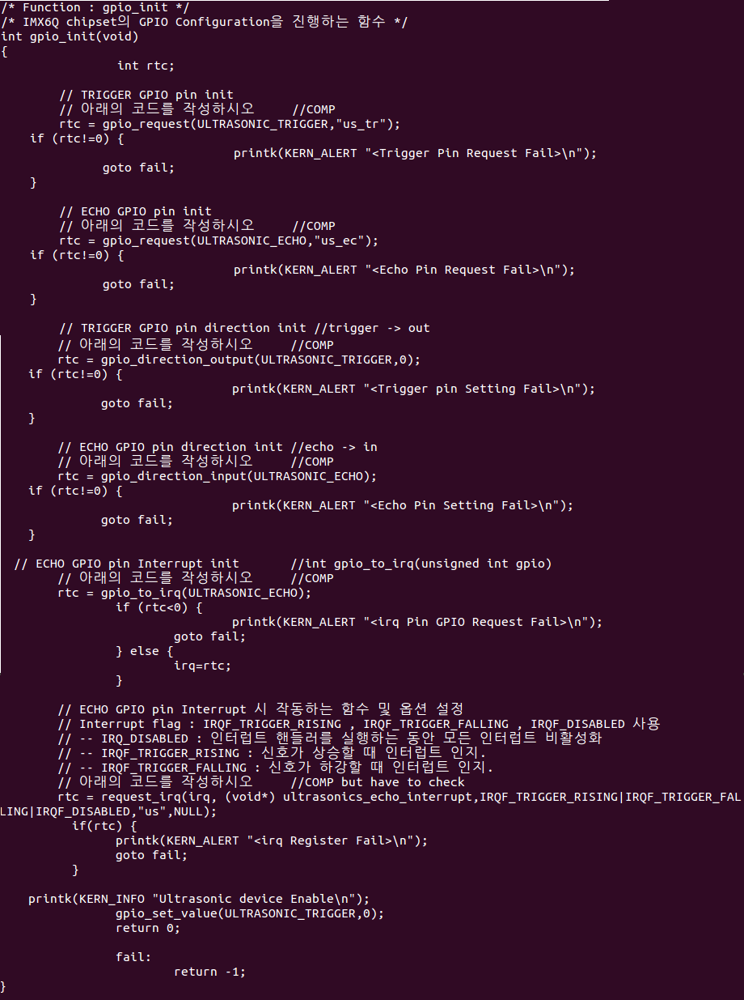 /* Function : gpio_init */
/* IMX6Q chipset의 GPIO Configuration을 진행하는 함수 */
int gpio_init(void)
{
int rtc;
// TRIGGER GPIO pin init
// 아래의 코드를 작성하시오 //COMP
rtc = gpio_request(ULTRASONIC_TRIGGER,"us_tr");
if (rtc!=0) {
printk(KERN_ALERT "<Trigger Pin Request Fail>\n");
goto fail;
}
// ECHO GPIO pin init
// 아래의 코드를 작성하시오 //COMP
rtc = gpio_request(ULTRASONIC_ECHO,"us_ec");
if (rtc!=0) {
printk(KERN_ALERT "<Echo Pin Request Fail>\n");
goto fail;
}
// TRIGGER GPIO pin direction init //trigger -> out
// 아래의 코드를 작성하시오 //COMP
rtc = gpio_direction_output(ULTRASONIC_TRIGGER,0);
if (rtc!=0) {
printk(KERN_ALERT "<Trigger pin Setting Fail>\n");
goto fail;
}
// ECHO GPIO pin direction init //echo -> in
// 아래의 코드를 작성하시오 //COMP
rtc = gpio_direction_input(ULTRASONIC_ECHO);
if (rtc!=0) {
printk(KERN_ALERT "<Echo Pin Setting Fail>\n");
goto fail;
}
// ECHO GPIO pin Interrupt init //int gpio_to_irq(unsigned int gpio)
// 아래의 코드를 작성하시오 //COMP
rtc = gpio_to_irq(ULTRASONIC_ECHO);
if (rtc<0) {
printk(KERN_ALERT "<irq Pin GPIO Request Fail>\n");
goto fail;
} else {
irq=rtc;
}
// ECHO GPIO pin Interrupt 시 작동하는 함수 및 옵션 설정
// Interrupt flag : IRQF_TRIGGER_RISING , IRQF_TRIGGER_FALLING , IRQF_DISABLED 사용
// -- IRQ_DISABLED : 인터럽트 핸들러를 실행하는 동안 모든 인터럽트 비활성화
// -- IRQF_TRIGGER_RISING : 신호가 상승할 때 인터럽트 인지.
// -- IRQF_TRIGGER_FALLING : 신호가 하강할 때 인터럽트 인지.
// 아래의 코드를 작성하시오 //COMP but have to check
rtc = request_irq(irq, (void*) ultrasonics_echo_interrupt,IRQF_TRIGGER_RISING|IRQF_TRIGGER_FAL
LING|IRQF_DISABLED,"us",NULL);
if(rtc) {
printk(KERN_ALERT "<irq Register Fail>\n");
goto fail;
}
printk(KERN_INFO "Ultrasonic device Enable\n");
gpio_set_value(ULTRASONIC_TRIGGER,0);
return 0;
fail:
return -1;
}